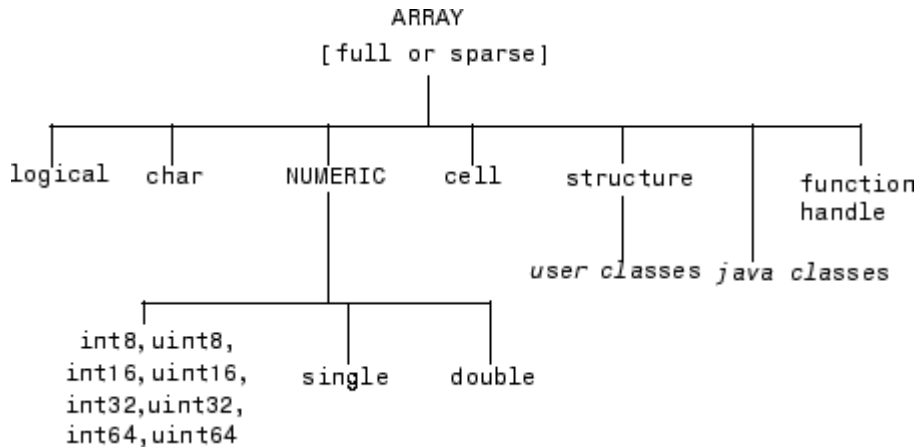 ARRAY
[full or sparse]
logical char NUMERIC cell structure function
handle
user classes java classes
int8,uint8,
int16,uint16, single double
int32,uint32,
int64,uint64